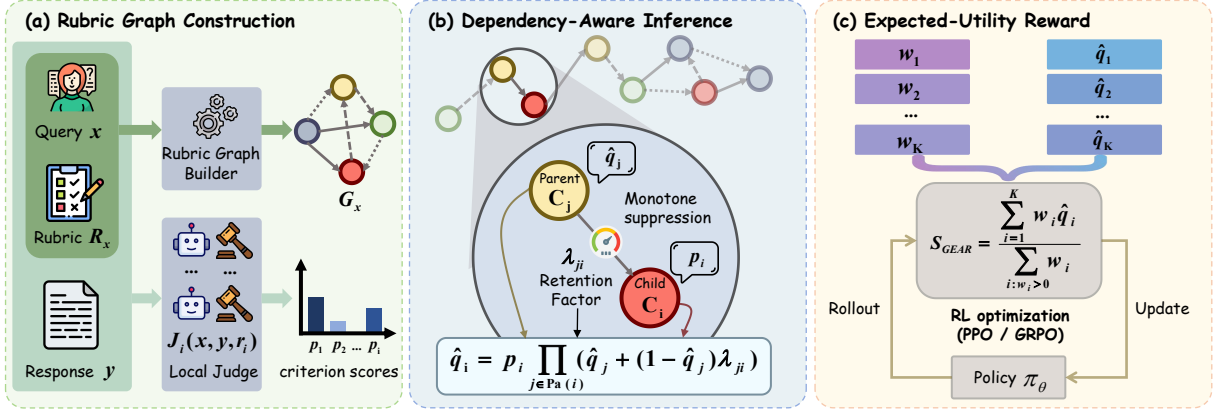 (a) Rubric Graph Construction
Query x
Rubric R_x
Response y
Rubric Graph
Builder
G_x
... ...
J_i(x, y, r_i)
Local Judge
p_1 p_2 ... p_i
criterion scores
(b) Dependency-Aware Inference
q̂_j
Parent
C_j
Monotone
suppression
λ_ji
Retention
Factor
p_i
Child
C_i
q̂_i = p_i ∏_{j∈Pa(i)} (q̂_j + (1 − q̂_j)λ_ji)
(c) Expected-Utility Reward
w_1 q̂_1
w_2 q̂_2
... ...
w_K q̂_K
S_GEAR = ∑_{i=1}^{K} w_i q̂_i / ∑_{i:w_i>0} w_i
Rollout
Update
RL optimization
(PPO / GRPO)
Policy π_θ